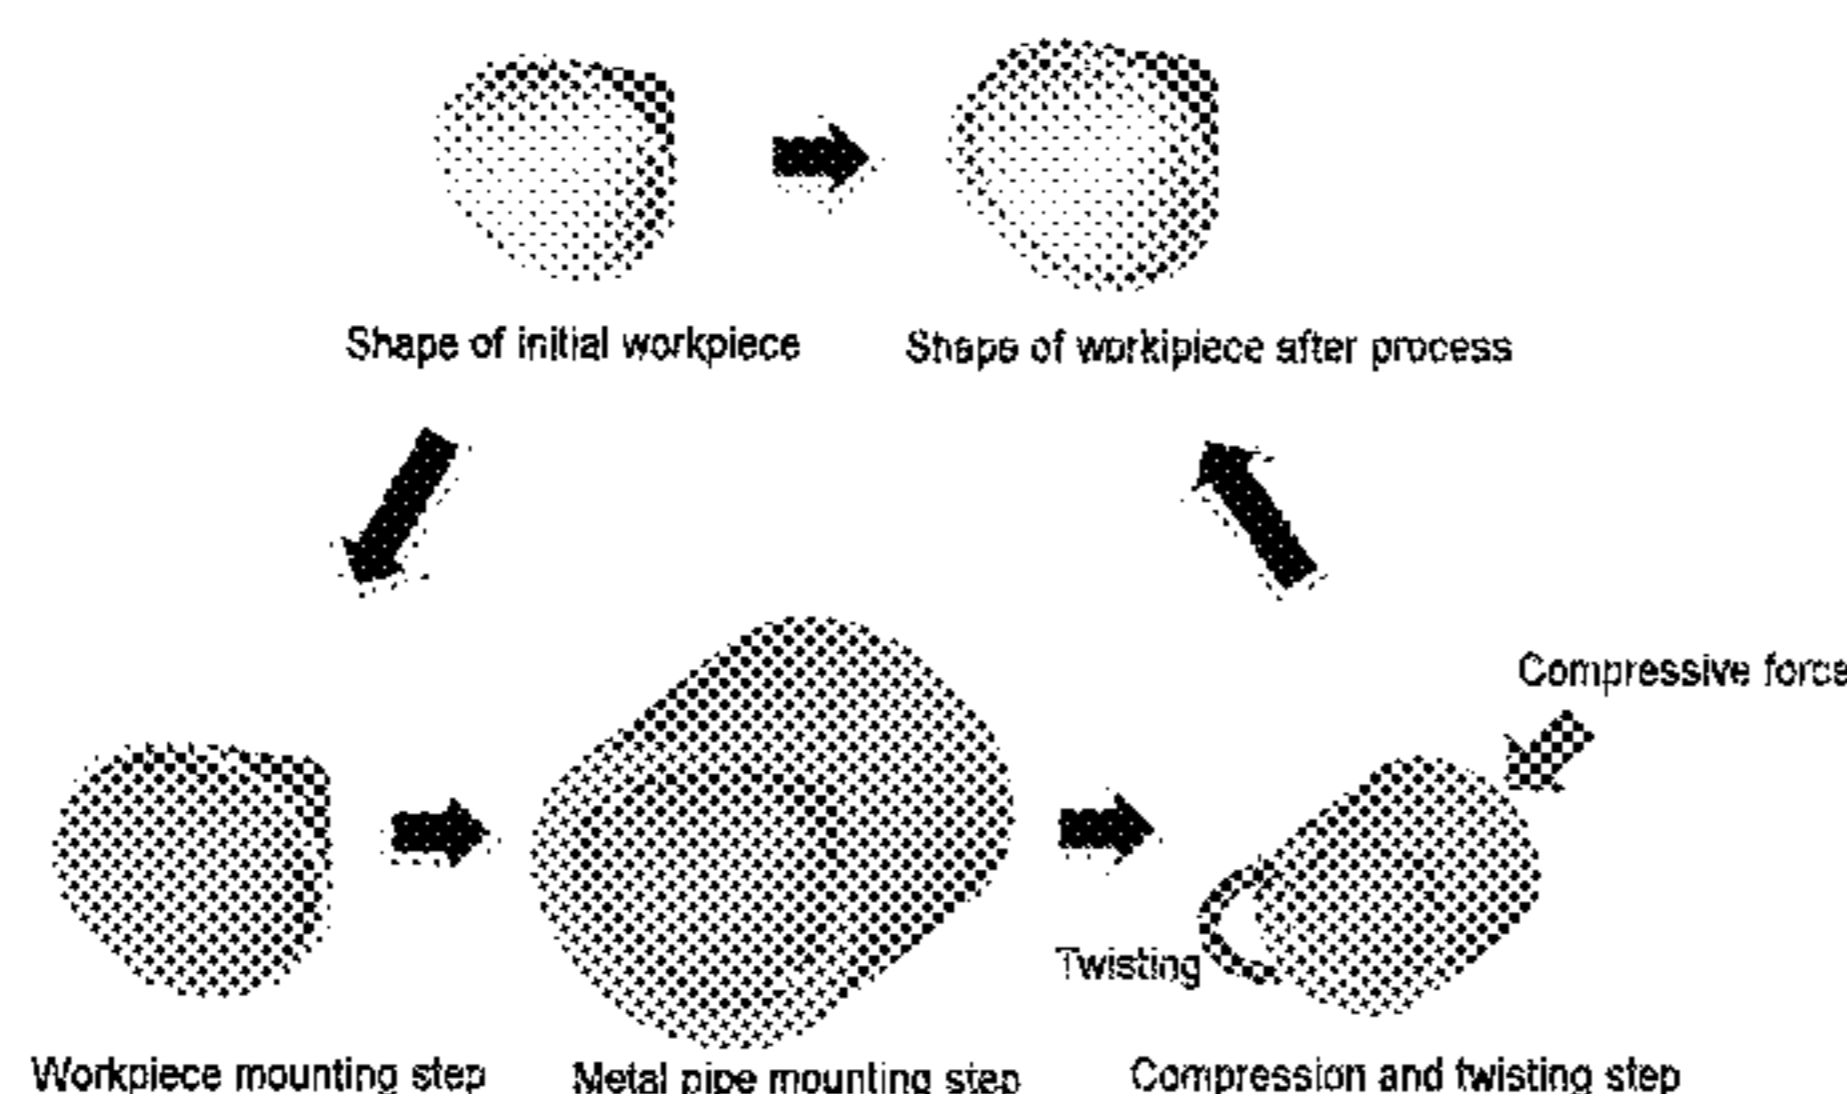 Shape of initial workpiece
Shape of workipiece after process
Compressive force
Twisting
Workpiece mounting step
Metal pipe mounting step
Compression and twisting step